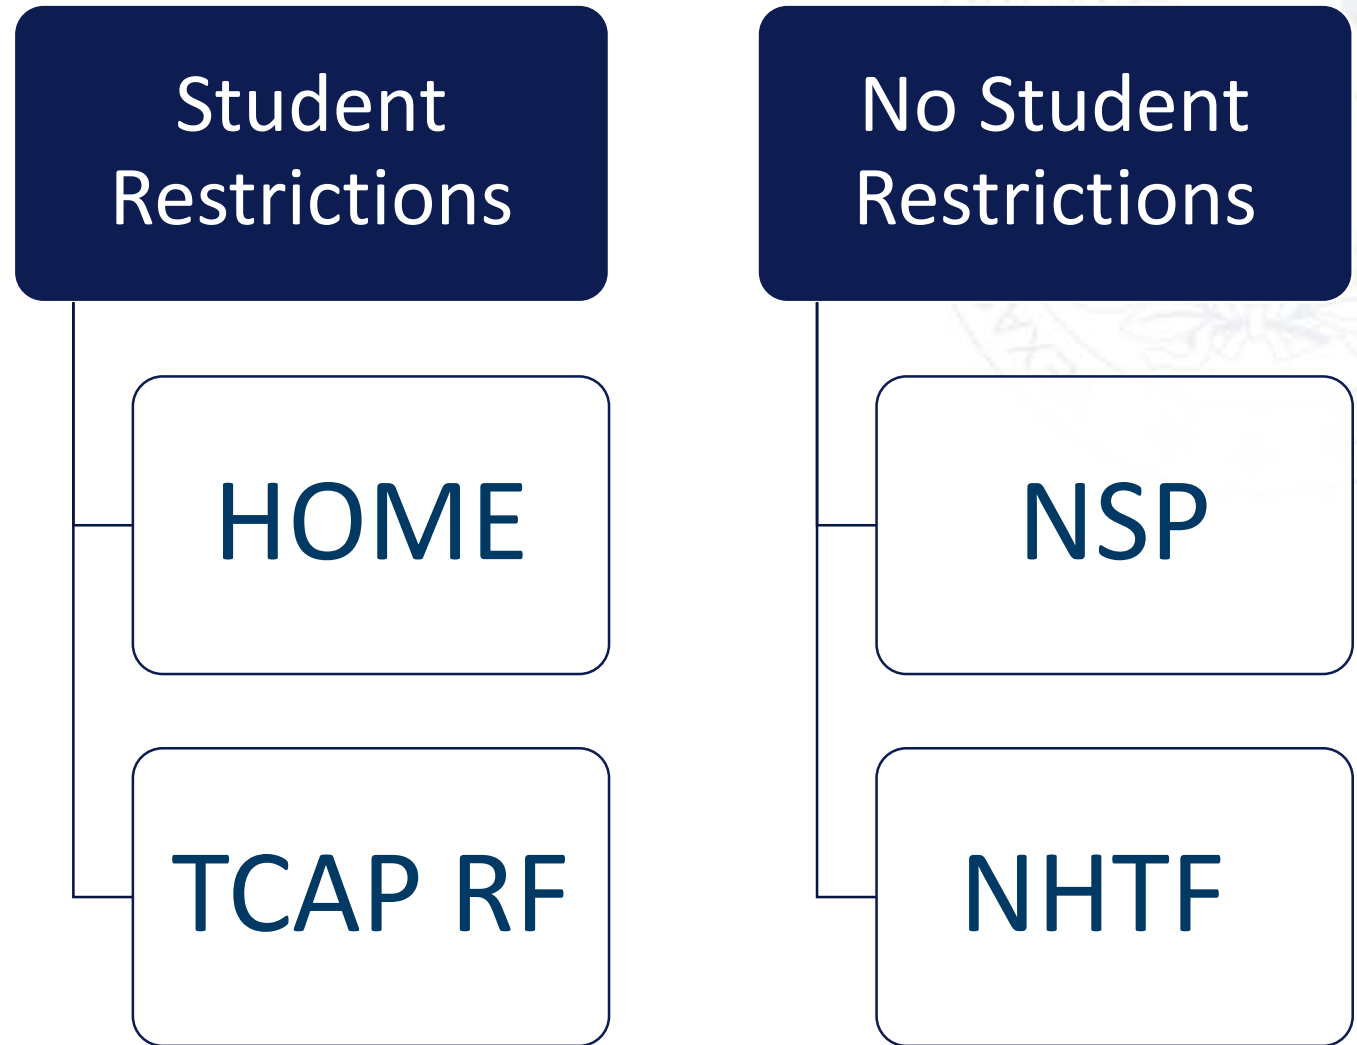 Student
Restrictions
HOME
TCAP RF
No Student
Restrictions
NSP
NHTF